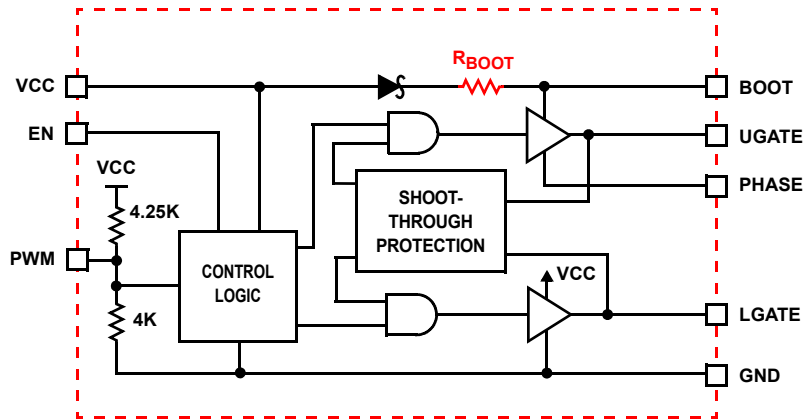 RBOOT
VCC
BOOT
EN
UGATE
VCC
PHASE
4.25K
SHOOT-
THROUGH
PROTECTION
PWM
CONTROL
LOGIC
VCC
4K
LGATE
GND